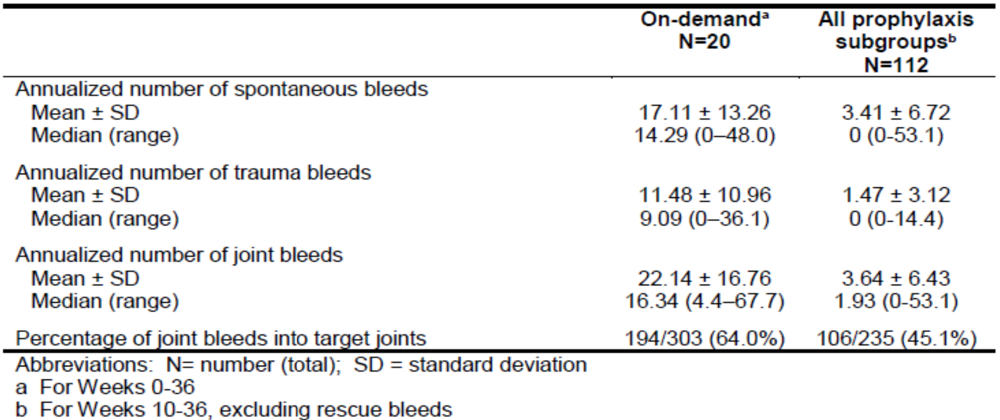 On-demandᵃ All prophylaxis
N=20 subgroupsᵇ
N=112
Annualized number of spontaneous bleeds
Mean ± SD 17.11 ± 13.26 3.41 ± 6.72
Median (range) 14.29 (0–48.0) 0 (0-53.1)
Annualized number of trauma bleeds
Mean ± SD 11.48 ± 10.96 1.47 ± 3.12
Median (range) 9.09 (0–36.1) 0 (0-14.4)
Annualized number of joint bleeds
Mean ± SD 22.14 ± 16.76 3.64 ± 6.43
Median (range) 16.34 (4.4–67.7) 1.93 (0-53.1)
Percentage of joint bleeds into target joints 194/303 (64.0%) 106/235 (45.1%)
Abbreviations: N= number (total); SD = standard deviation
a For Weeks 0-36
b For Weeks 10-36, excluding rescue bleeds